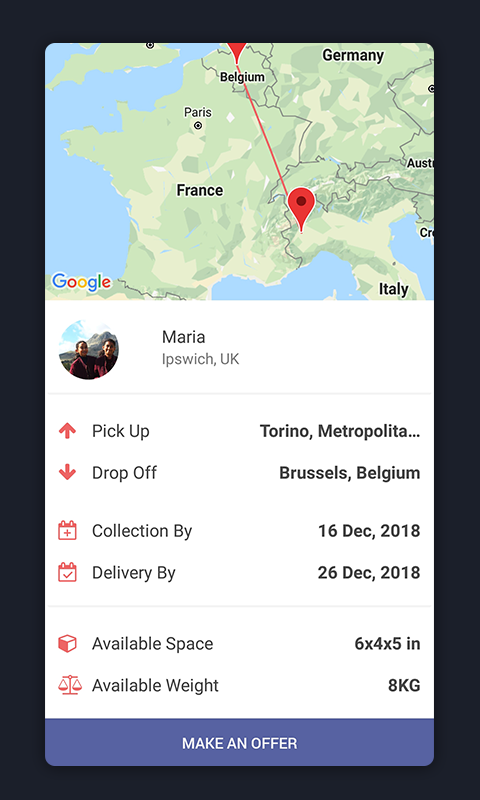 Germany
Belgium
Paris
France
Austr
Cro
Italy
Google
Maria
Ipswich, UK
Pick Up Torino, Metropolita...
Drop Off Brussels, Belgium
Collection By 16 Dec, 2018
Delivery By 26 Dec, 2018
Available Space 6x4x5 in
Available Weight 8KG
MAKE AN OFFER